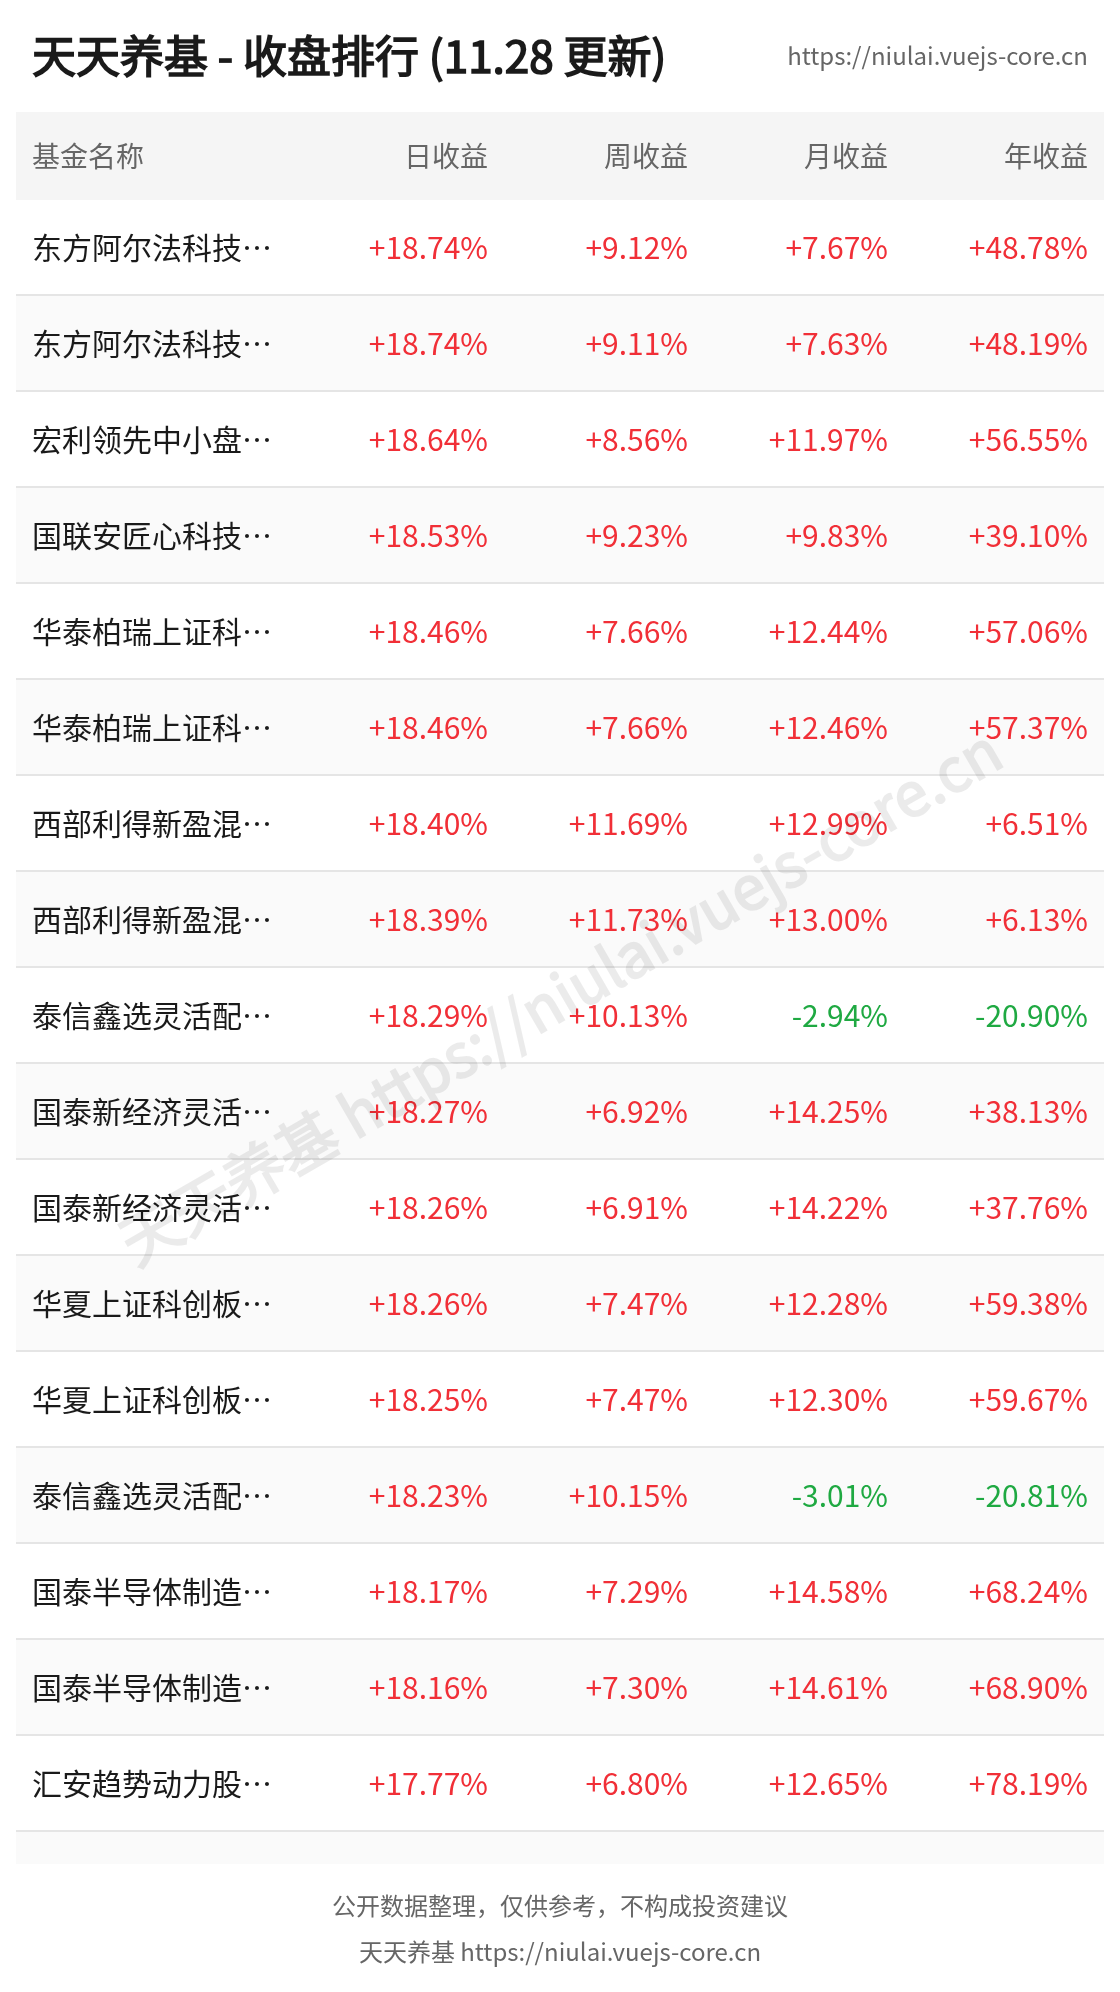 天天养基 - 收盘排行 (11.28 更新) https://niulai.vuejs-core.cn
基金名称 日收益 周收益 月收益 年收益
东方阿尔法科技… +18.74% +9.12% +7.67% +48.78%
东方阿尔法科技… +18.74% +9.11% +7.63% +48.19%
宏利领先中小盘… +18.64% +8.56% +11.97% +56.55%
国联安匠心科技… +18.53% +9.23% +9.83% +39.10%
华泰柏瑞上证科… +18.46% +7.66% +12.44% +57.06%
华泰柏瑞上证科… +18.46% +7.66% +12.46% +57.37%
西部利得新盈混… +18.40% +11.69% +12.99% +6.51%
西部利得新盈混… +18.39% +11.73% +13.00% +6.13%
泰信鑫选灵活配… +18.29% +10.13% -2.94% -20.90%
国泰新经济灵活… +18.27% +6.92% +14.25% +38.13%
国泰新经济灵活… +18.26% +6.91% +14.22% +37.76%
华夏上证科创板… +18.26% +7.47% +12.28% +59.38%
华夏上证科创板… +18.25% +7.47% +12.30% +59.67%
泰信鑫选灵活配… +18.23% +10.15% -3.01% -20.81%
国泰半导体制造… +18.17% +7.29% +14.58% +68.24%
国泰半导体制造… +18.16% +7.30% +14.61% +68.90%
汇安趋势动力股… +17.77% +6.80% +12.65% +78.19%
天天养基 https://niulai.vuejs-core.cn
公开数据整理，仅供参考，不构成投资建议
天天养基 https://niulai.vuejs-core.cn